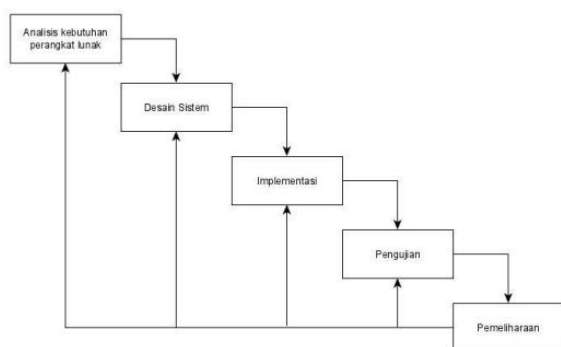 Analisis kebutuhan
perangkat lunak
Desain Sistem
Implementasi
Pengujian
Pemeliharaan